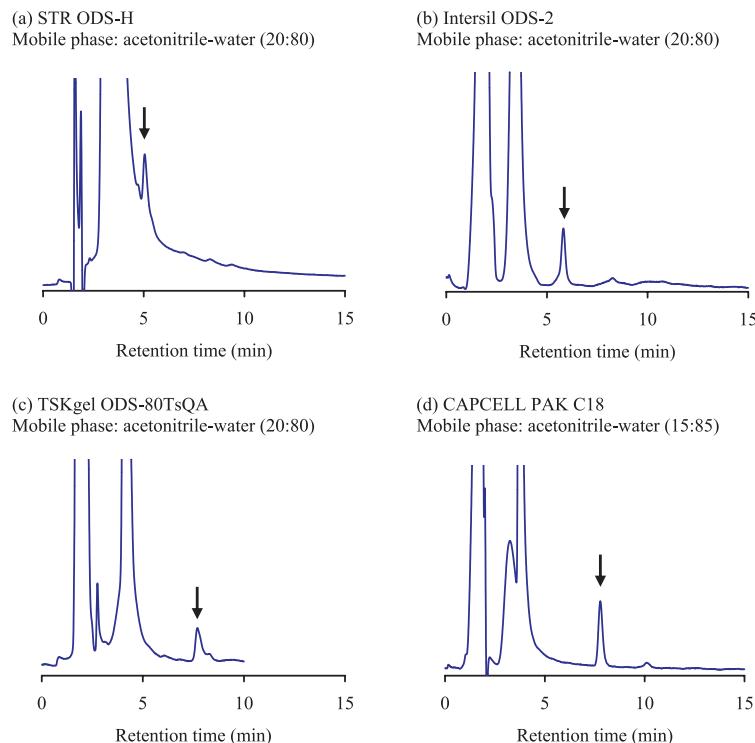 (a) STR ODS-H
Mobile phase: acetonitrile-water (20:80)
0 5 10 15
Retention time (min)
(b) Intersil ODS-2
Mobile phase: acetonitrile-water (20:80)
0 5 10 15
Retention time (min)
(c) TSKgel ODS-80TsQA
Mobile phase: acetonitrile-water (20:80)
0 5 10 15
Retention time (min)
(d) CAPCELL PAK C18
Mobile phase: acetonitrile-water (15:85)
0 5 10 15
Retention time (min)